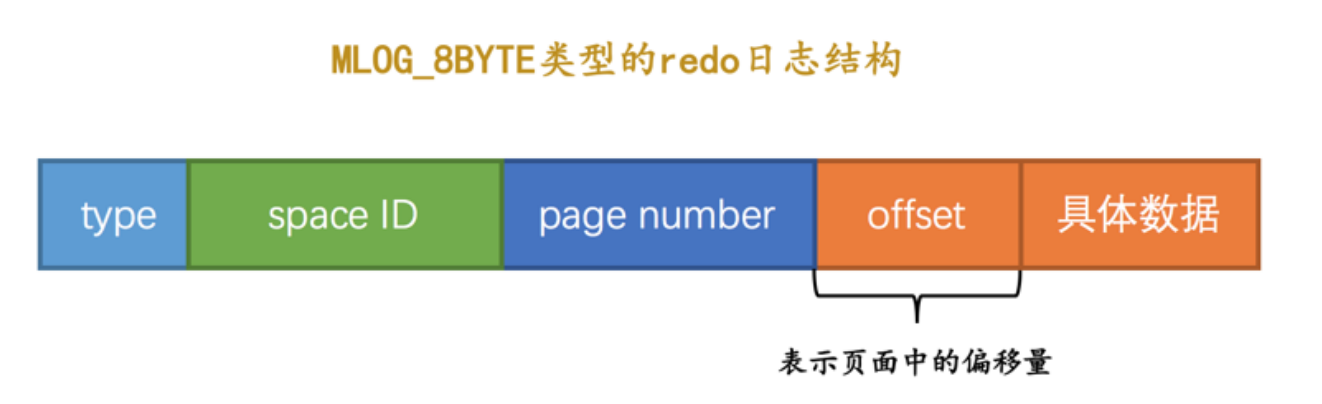 MLOG_8BYTE类型的redo日志结构
type space ID page number offset 具体数据
表示页面中的偏移量